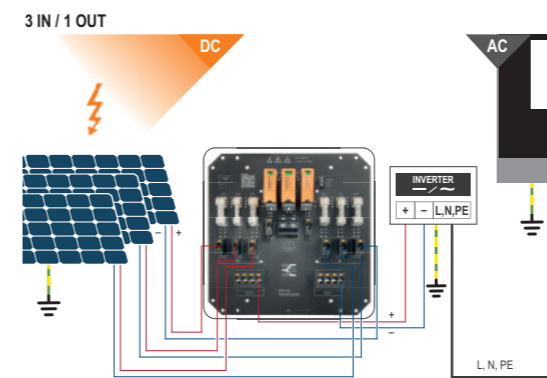 3 IN / 1 OUT
DC
AC
INVERTER
+ − L,N,PE
− +
+
−
L, N, PE